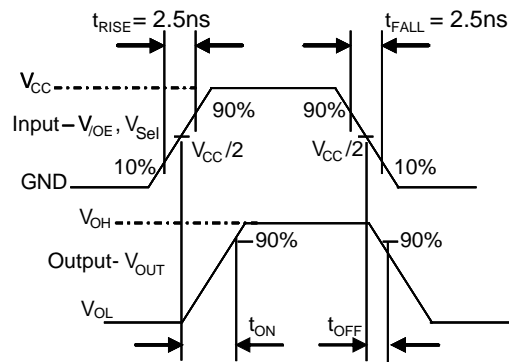 tRISE = 2.5ns
tFALL = 2.5ns
VCC
90%
90%
Input – V/OE , VSel
VCC/2
VCC/2
10%
10%
GND
VOH
90%
90%
Output- VOUT
VOL
tON
tOFF